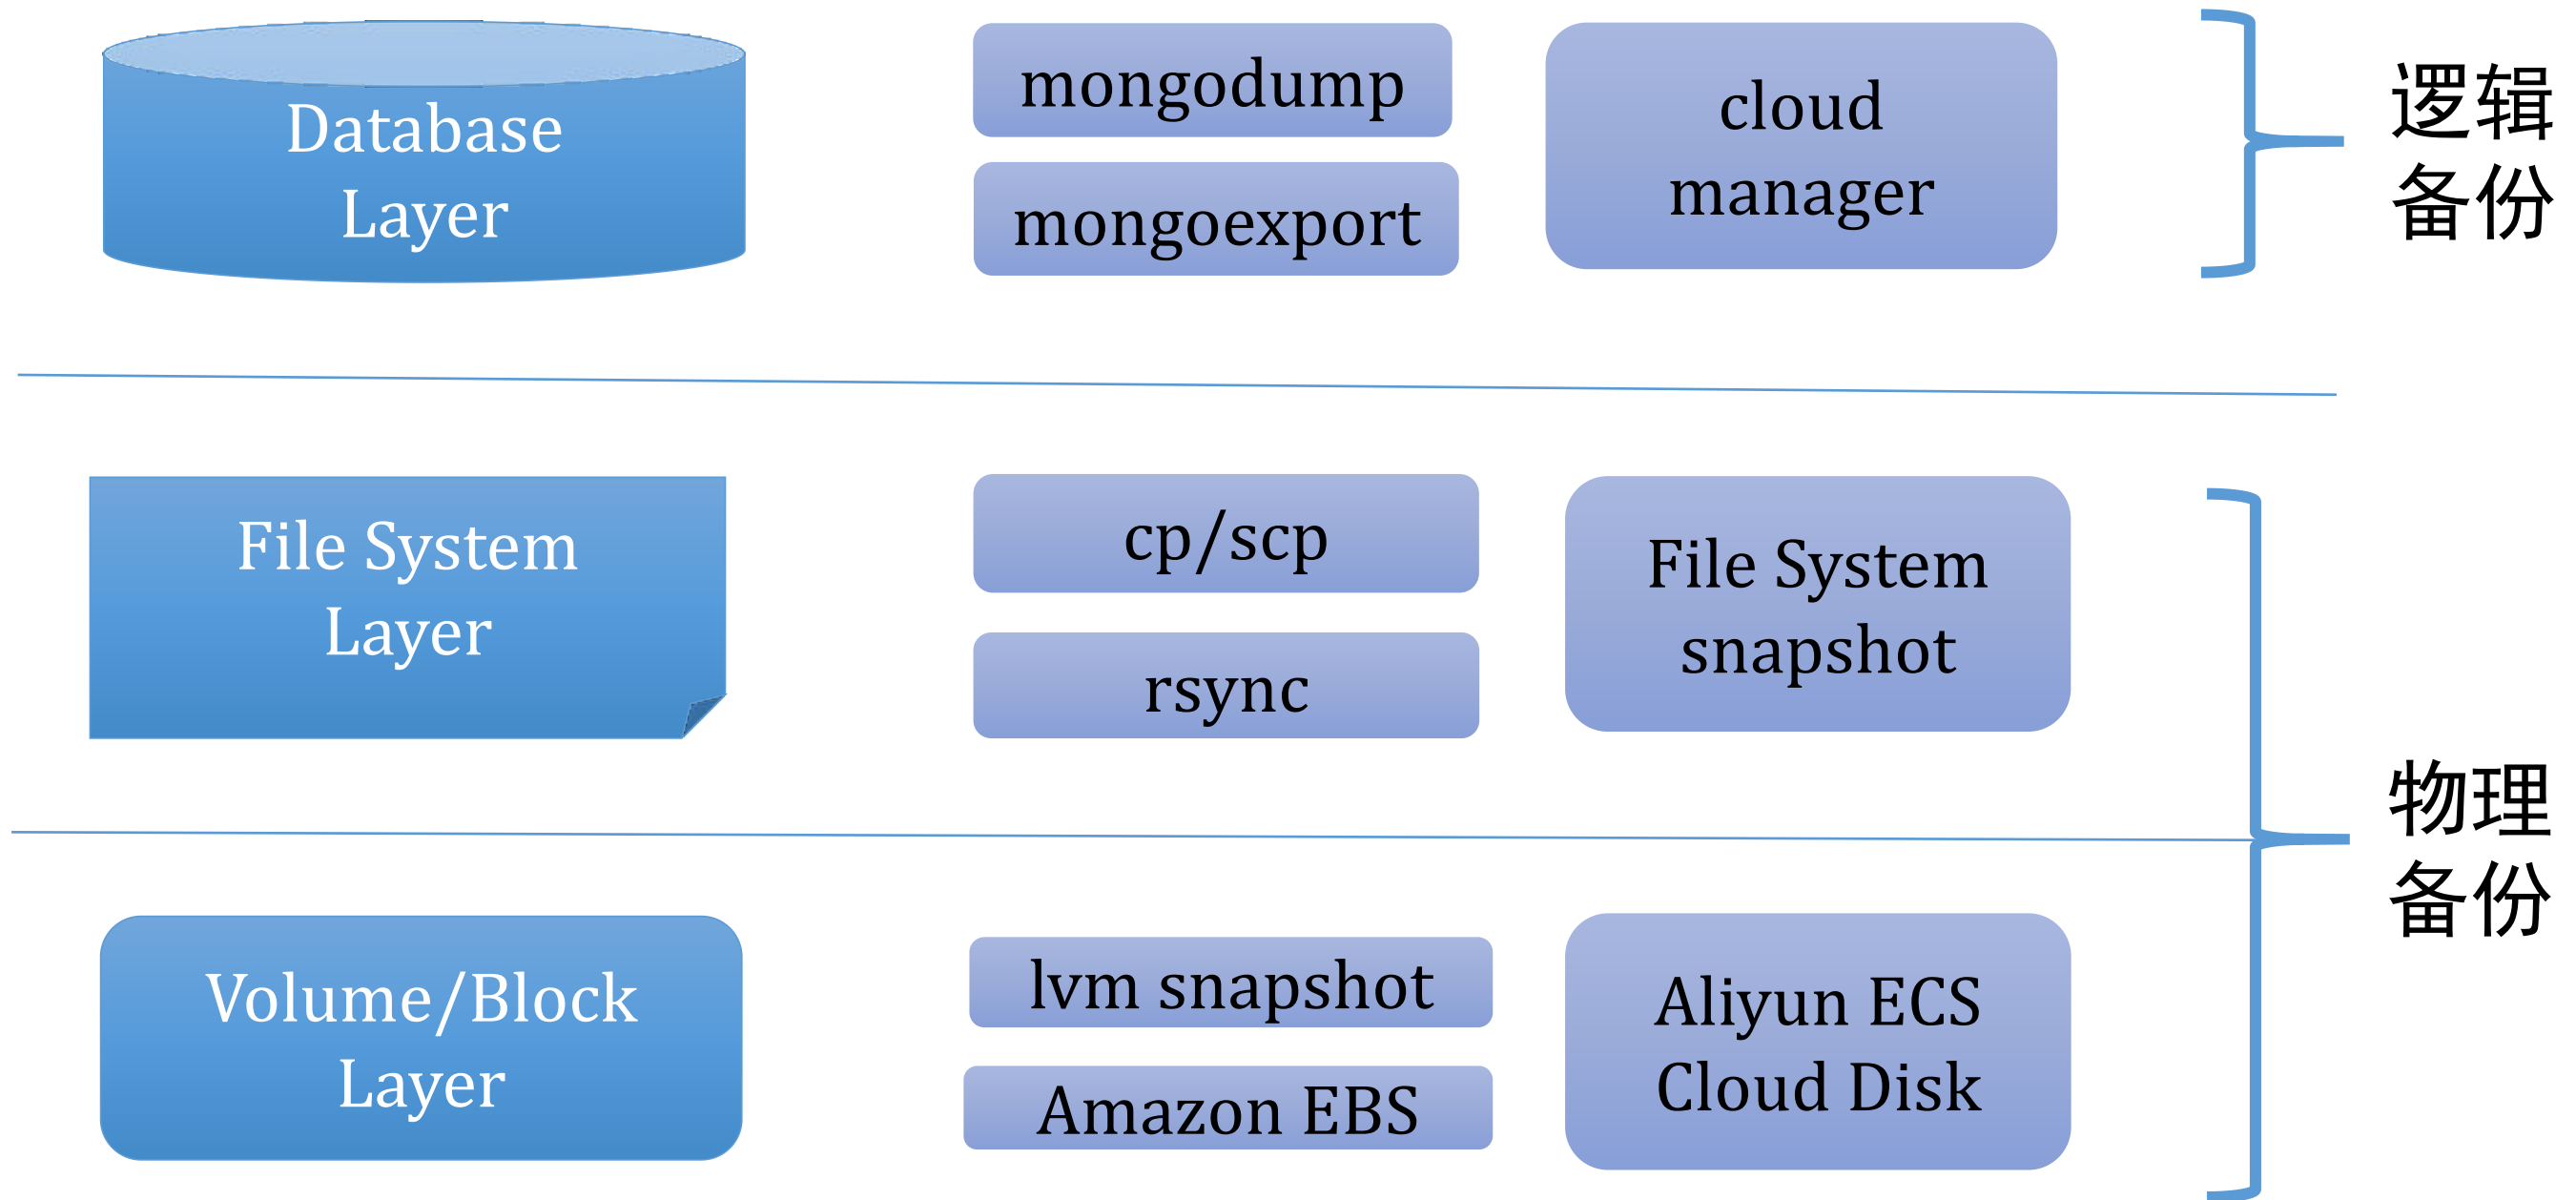 Database
Layer
mongodump
mongoexport
cloud
manager
逻辑
备份
File System
Layer
cp/scp
rsync
File System
snapshot
物理
备份
Volume/Block
Layer
lvm snapshot
Amazon EBS
Aliyun ECS
Cloud Disk